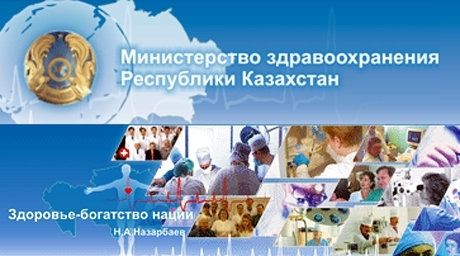 Министерство здравоохранения
Республики Казахстан
Здоровье-богатство нации
Н.А.Назарбаев